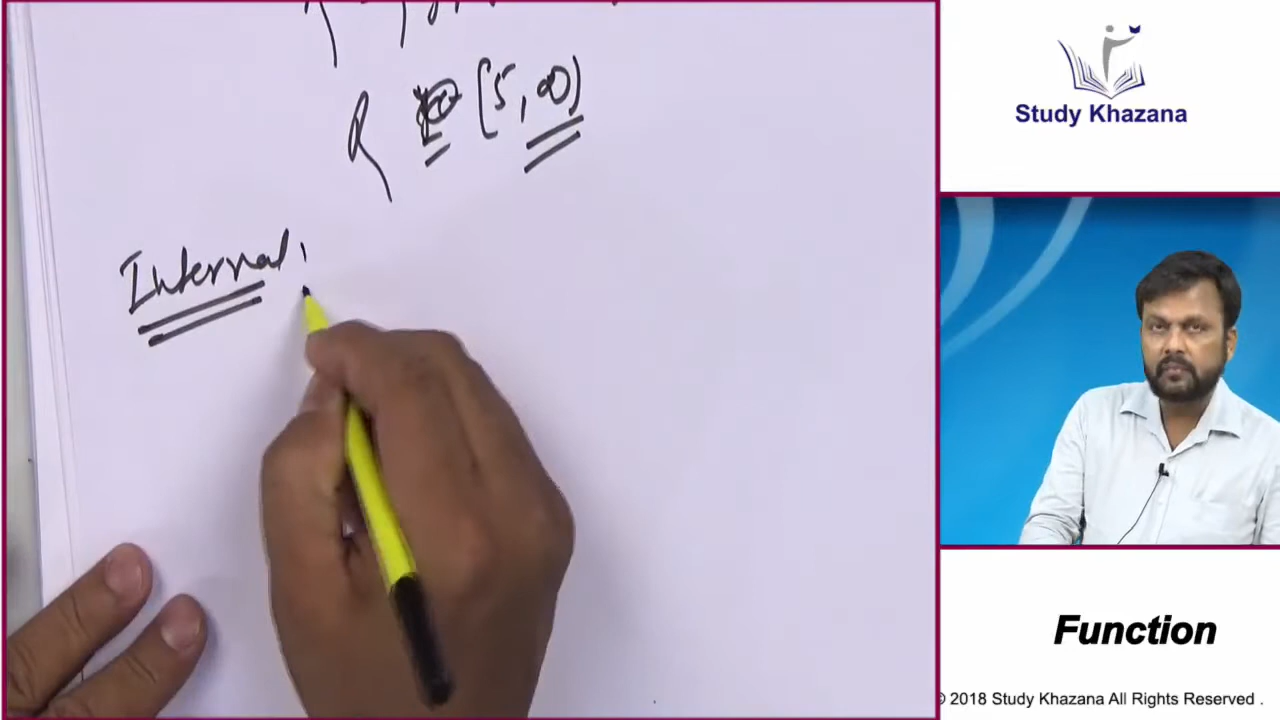 [5, ∞)
Interval :
Study Khazana
Function
© 2018 Study Khazana All Rights Reserved .